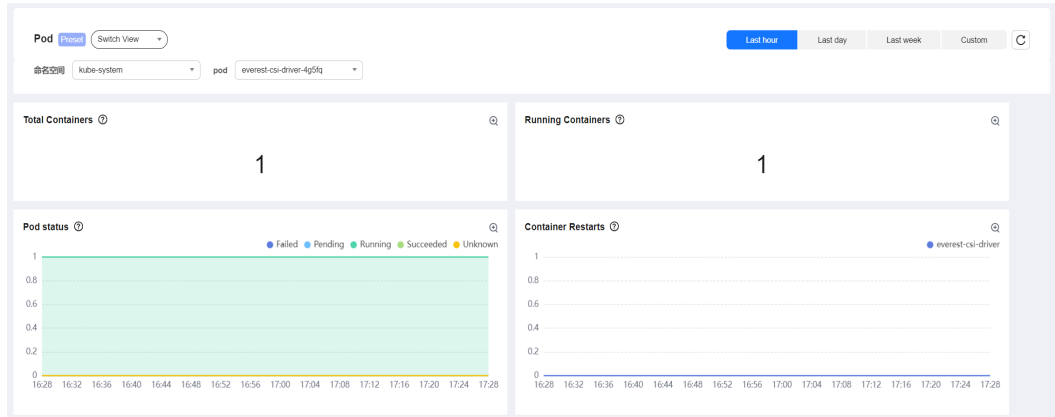 Pod Preset Switch View Last hour Last day Last week Custom
命名空间 kube-system pod everest-csi-driver-4g5fq
Total Containers
1
Running Containers
1
Pod status
Failed Pending Running Succeeded Unknown
1
0.8
0.6
0.4
0.2
0
16:28 16:32 16:36 16:40 16:44 16:48 16:52 16:56 17:00 17:04 17:08 17:12 17:16 17:20 17:24 17:28
Container Restarts
everest-csi-driver
1
0.8
0.6
0.4
0.2
0
16:28 16:32 16:36 16:40 16:44 16:48 16:52 16:56 17:00 17:04 17:08 17:12 17:16 17:20 17:24 17:28